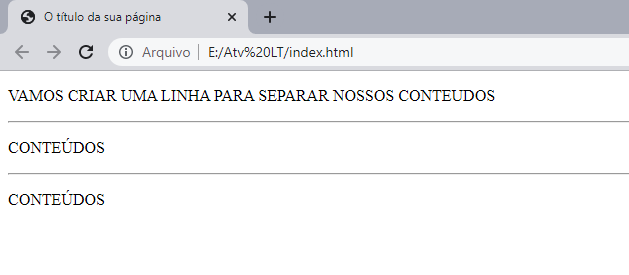 O título da sua página
Arquivo | E:/Atv%20LT/index.html
VAMOS CRIAR UMA LINHA PARA SEPARAR NOSSOS CONTEUDOS
CONTEÚDOS
CONTEÚDOS